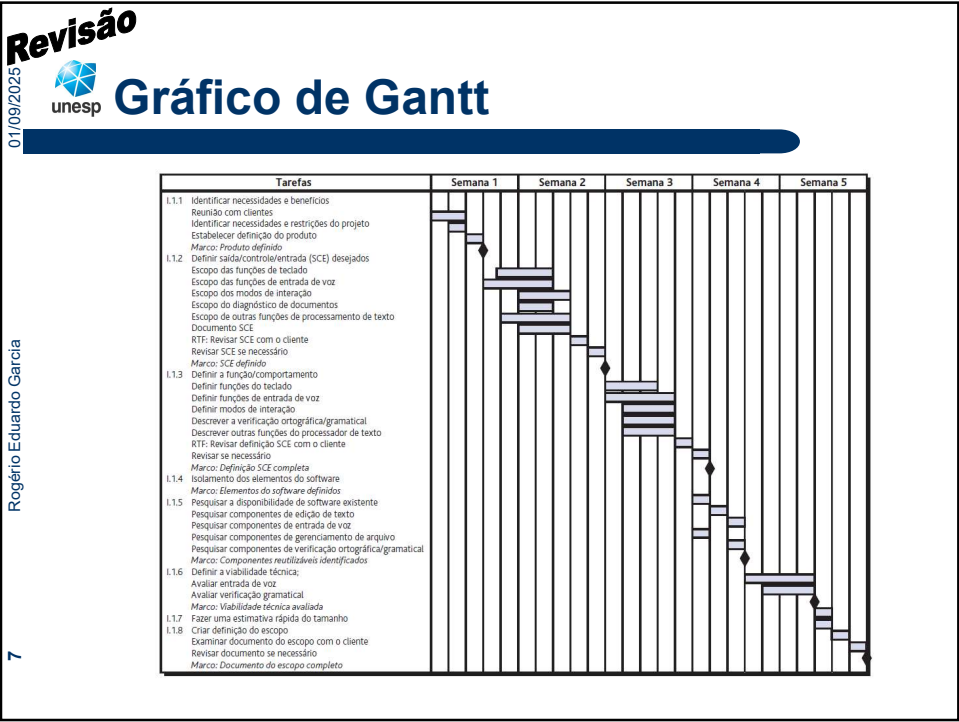 Revisão
01/09/2025
unesp
Gráfico de Gantt
Tarefas Semana 1 Semana 2 Semana 3 Semana 4 Semana 5
I.1.1 Identificar necessidades e benefícios
Reunião com clientes
Identificar necessidades e restrições do projeto
Estabelecer definição do produto
Marco: Produto definido
I.1.2 Definir saída/controle/entrada (SCE) desejados
Escopo das funções de teclado
Escopo das funções de entrada de voz
Escopo dos modos de interação
Escopo do diagnóstico de documentos
Escopo de outras funções de processamento de texto
Documento SCE
RTF: Revisar SCE com o cliente
Revisar SCE se necessário
Marco: SCE definido
I.1.3 Definir a função/comportamento
Definir funções do teclado
Definir funções de entrada de voz
Definir modos de interação
Descrever a verificação ortográfica/gramatical
Descrever outras funções do processador de texto
RTF: Revisar definição SCE com o cliente
Revisar se necessário
Marco: Definição SCE completa
I.1.4 Isolamento dos elementos do software
Marco: Elementos do software definidos
I.1.5 Pesquisar a disponibilidade de software existente
Pesquisar componentes de edição de texto
Pesquisar componentes de entrada de voz
Pesquisar componentes de gerenciamento de arquivo
Pesquisar componentes de verificação ortográfica/gramatical
Marco: Componentes reutilizáveis identificados
I.1.6 Definir a viabilidade técnica;
Avaliar entrada de voz
Avaliar verificação gramatical
Marco: Viabilidade técnica avaliada
I.1.7 Fazer uma estimativa rápida do tamanho
I.1.8 Criar definição do escopo
Examinar documento do escopo com o cliente
Revisar documento se necessário
Marco: Documento do escopo completo
Rogério Eduardo Garcia
7